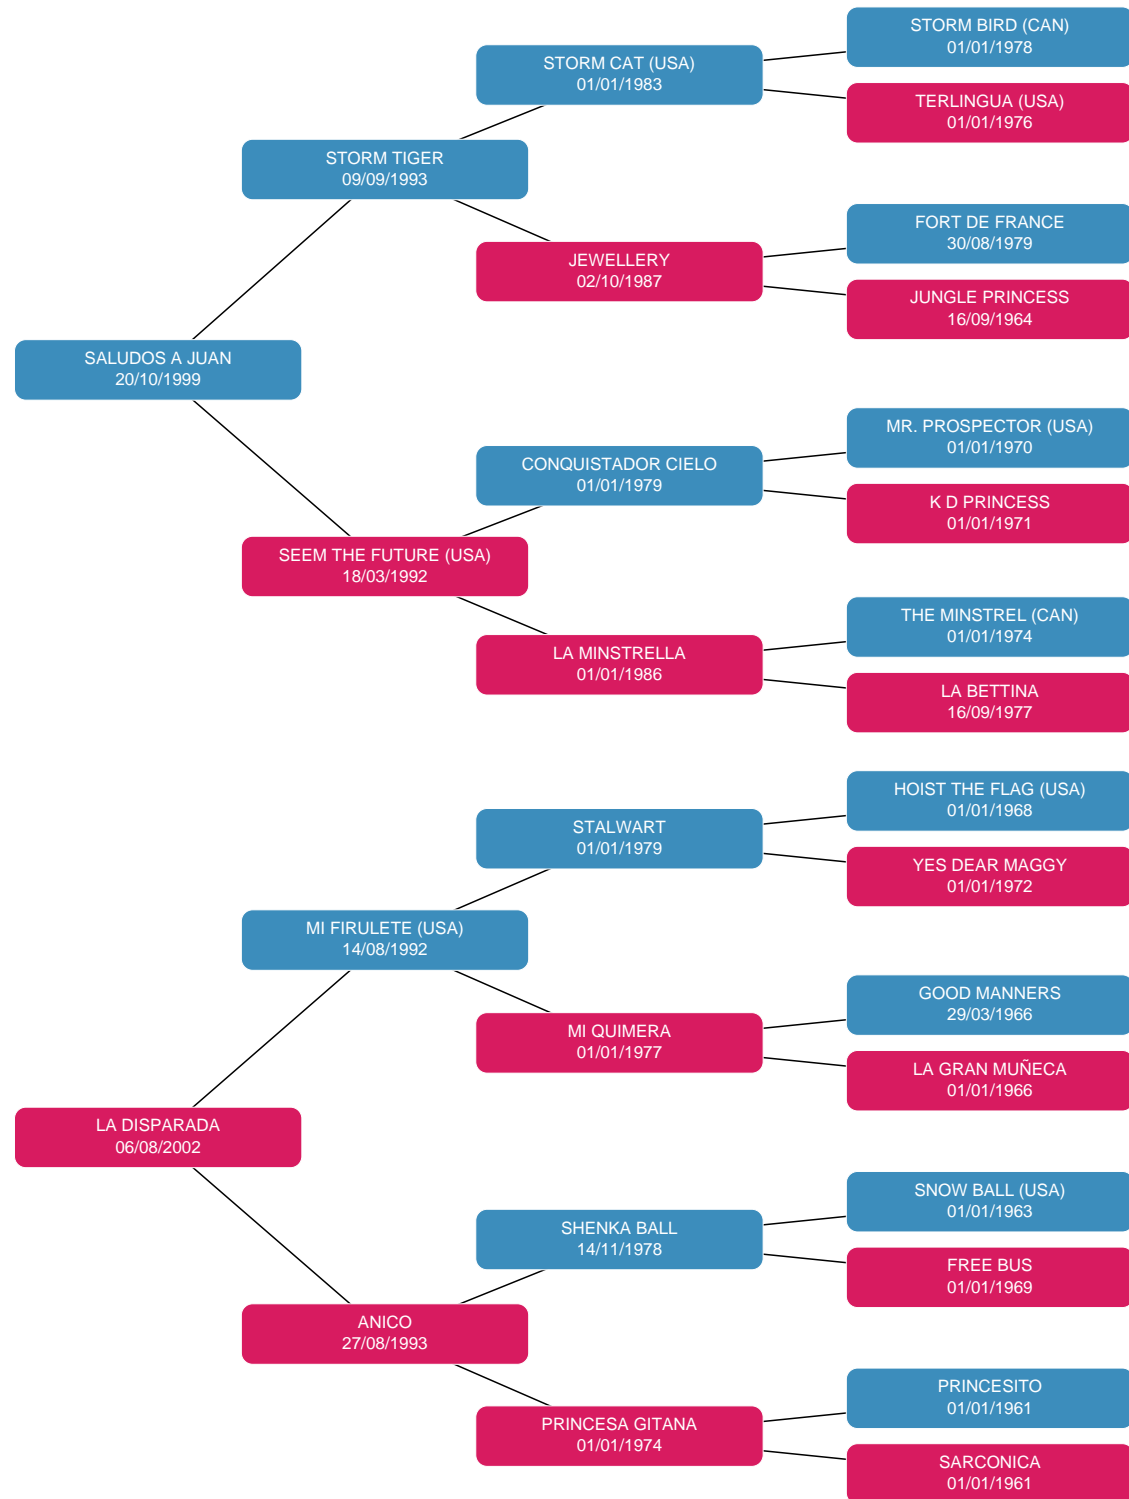 STORM BIRD (CAN)
01/01/1978
STORM CAT (USA)
01/01/1983
TERLINGUA (USA)
01/01/1976
STORM TIGER
09/09/1993
FORT DE FRANCE
30/08/1979
JEWELLERY
02/10/1987
JUNGLE PRINCESS
16/09/1964
SALUDOS A JUAN
20/10/1999
MR. PROSPECTOR (USA)
01/01/1970
CONQUISTADOR CIELO
01/01/1979
K D PRINCESS
01/01/1971
SEEM THE FUTURE (USA)
18/03/1992
THE MINSTREL (CAN)
01/01/1974
LA MINSTRELLA
01/01/1986
LA BETTINA
16/09/1977
HOIST THE FLAG (USA)
01/01/1968
STALWART
01/01/1979
YES DEAR MAGGY
01/01/1972
MI FIRULETE (USA)
14/08/1992
GOOD MANNERS
29/03/1966
MI QUIMERA
01/01/1977
LA GRAN MUÑECA
01/01/1966
LA DISPARADA
06/08/2002
SNOW BALL (USA)
01/01/1963
SHENKA BALL
14/11/1978
FREE BUS
01/01/1969
ANICO
27/08/1993
PRINCESITO
01/01/1961
PRINCESA GITANA
01/01/1974
SARCONICA
01/01/1961